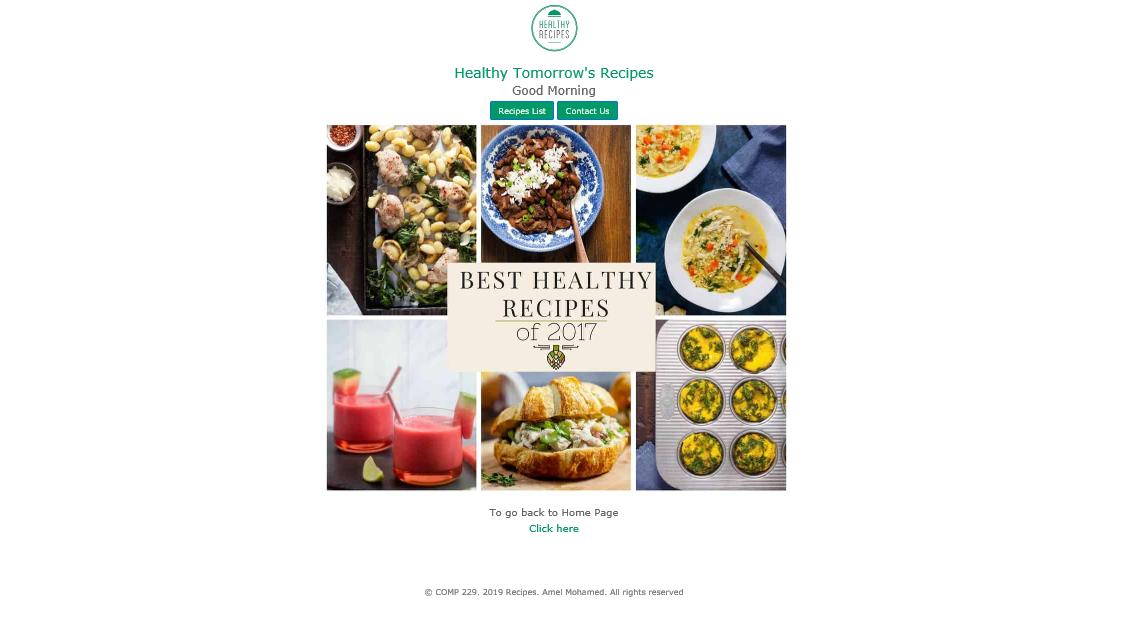 HEALTHY
RECIPES
Healthy Tomorrow's Recipes
Good Morning
Recipes List Contact Us
BEST HEALTHY
RECIPES
of 2017
To go back to Home Page
Click here
© COMP 229. 2019 Recipes. Amel Mohamed. All rights reserved